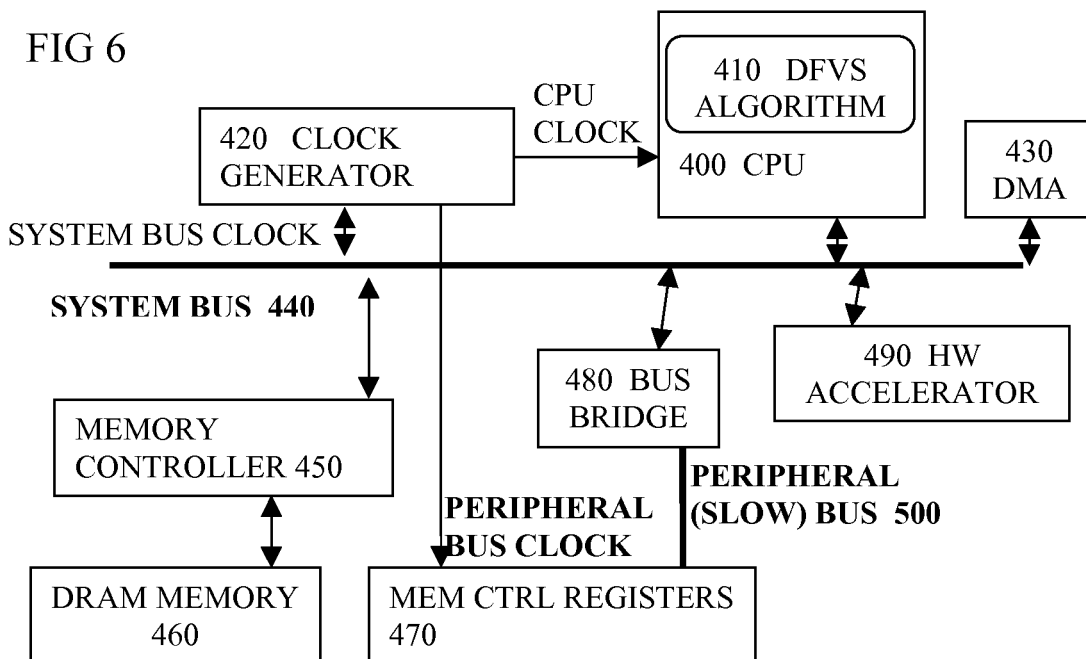 FIG 6
410 DFVS
ALGORITHM
400 CPU
CPU
CLOCK
420 CLOCK
GENERATOR
430
DMA
SYSTEM BUS CLOCK
SYSTEM BUS 440
490 HW
ACCELERATOR
480 BUS
BRIDGE
MEMORY
CONTROLLER 450
PERIPHERAL
(SLOW) BUS 500
PERIPHERAL
BUS CLOCK
DRAM MEMORY
460
MEM CTRL REGISTERS
470